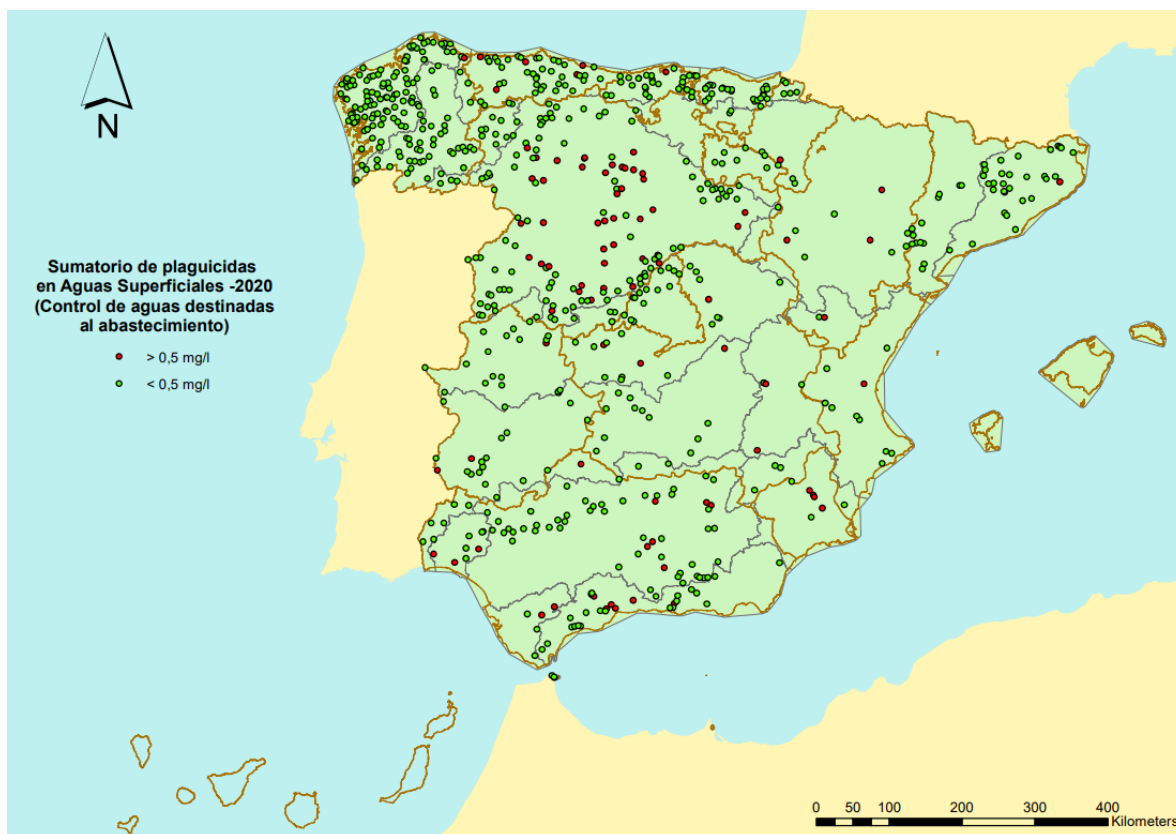 N
Sumatorio de plaguicidas
en Aguas Superficiales -2020
(Control de aguas destinadas
al abastecimiento)
> 0,5 mg/l
< 0,5 mg/l
0 50 100 200 300 400
Kilometers